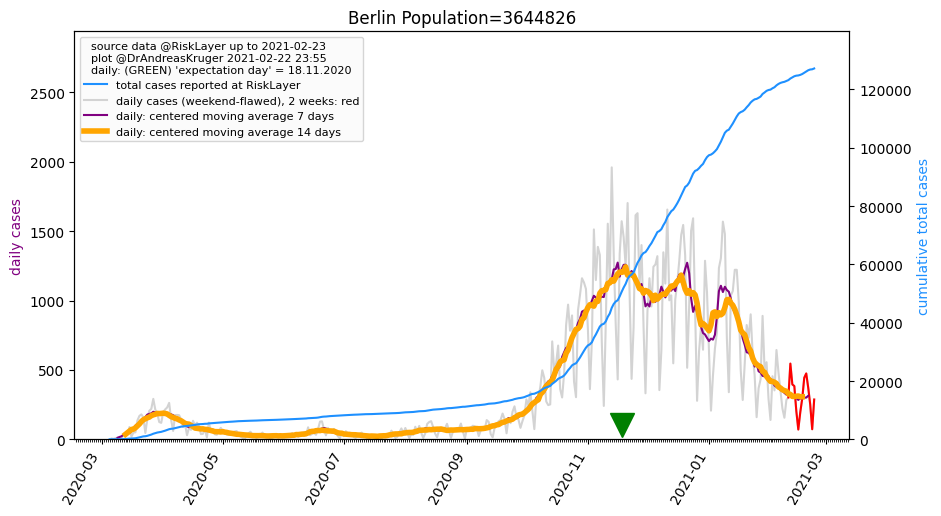 Berlin Population=3644826
source data @RiskLayer up to 2021-02-23
plot @DrAndreasKruger 2021-02-22 23:55
daily: (GREEN) 'expectation day' = 18.11.2020
total cases reported at RiskLayer
daily cases (weekend-flawed), 2 weeks: red
daily: centered moving average 7 days
daily: centered moving average 14 days
daily cases
2500
2000
1500
1000
500
0
120000
100000
80000
60000
40000
20000
0
cumulative total cases
2020-03
2020-05
2020-07
2020-09
2020-11
2021-01
2021-03